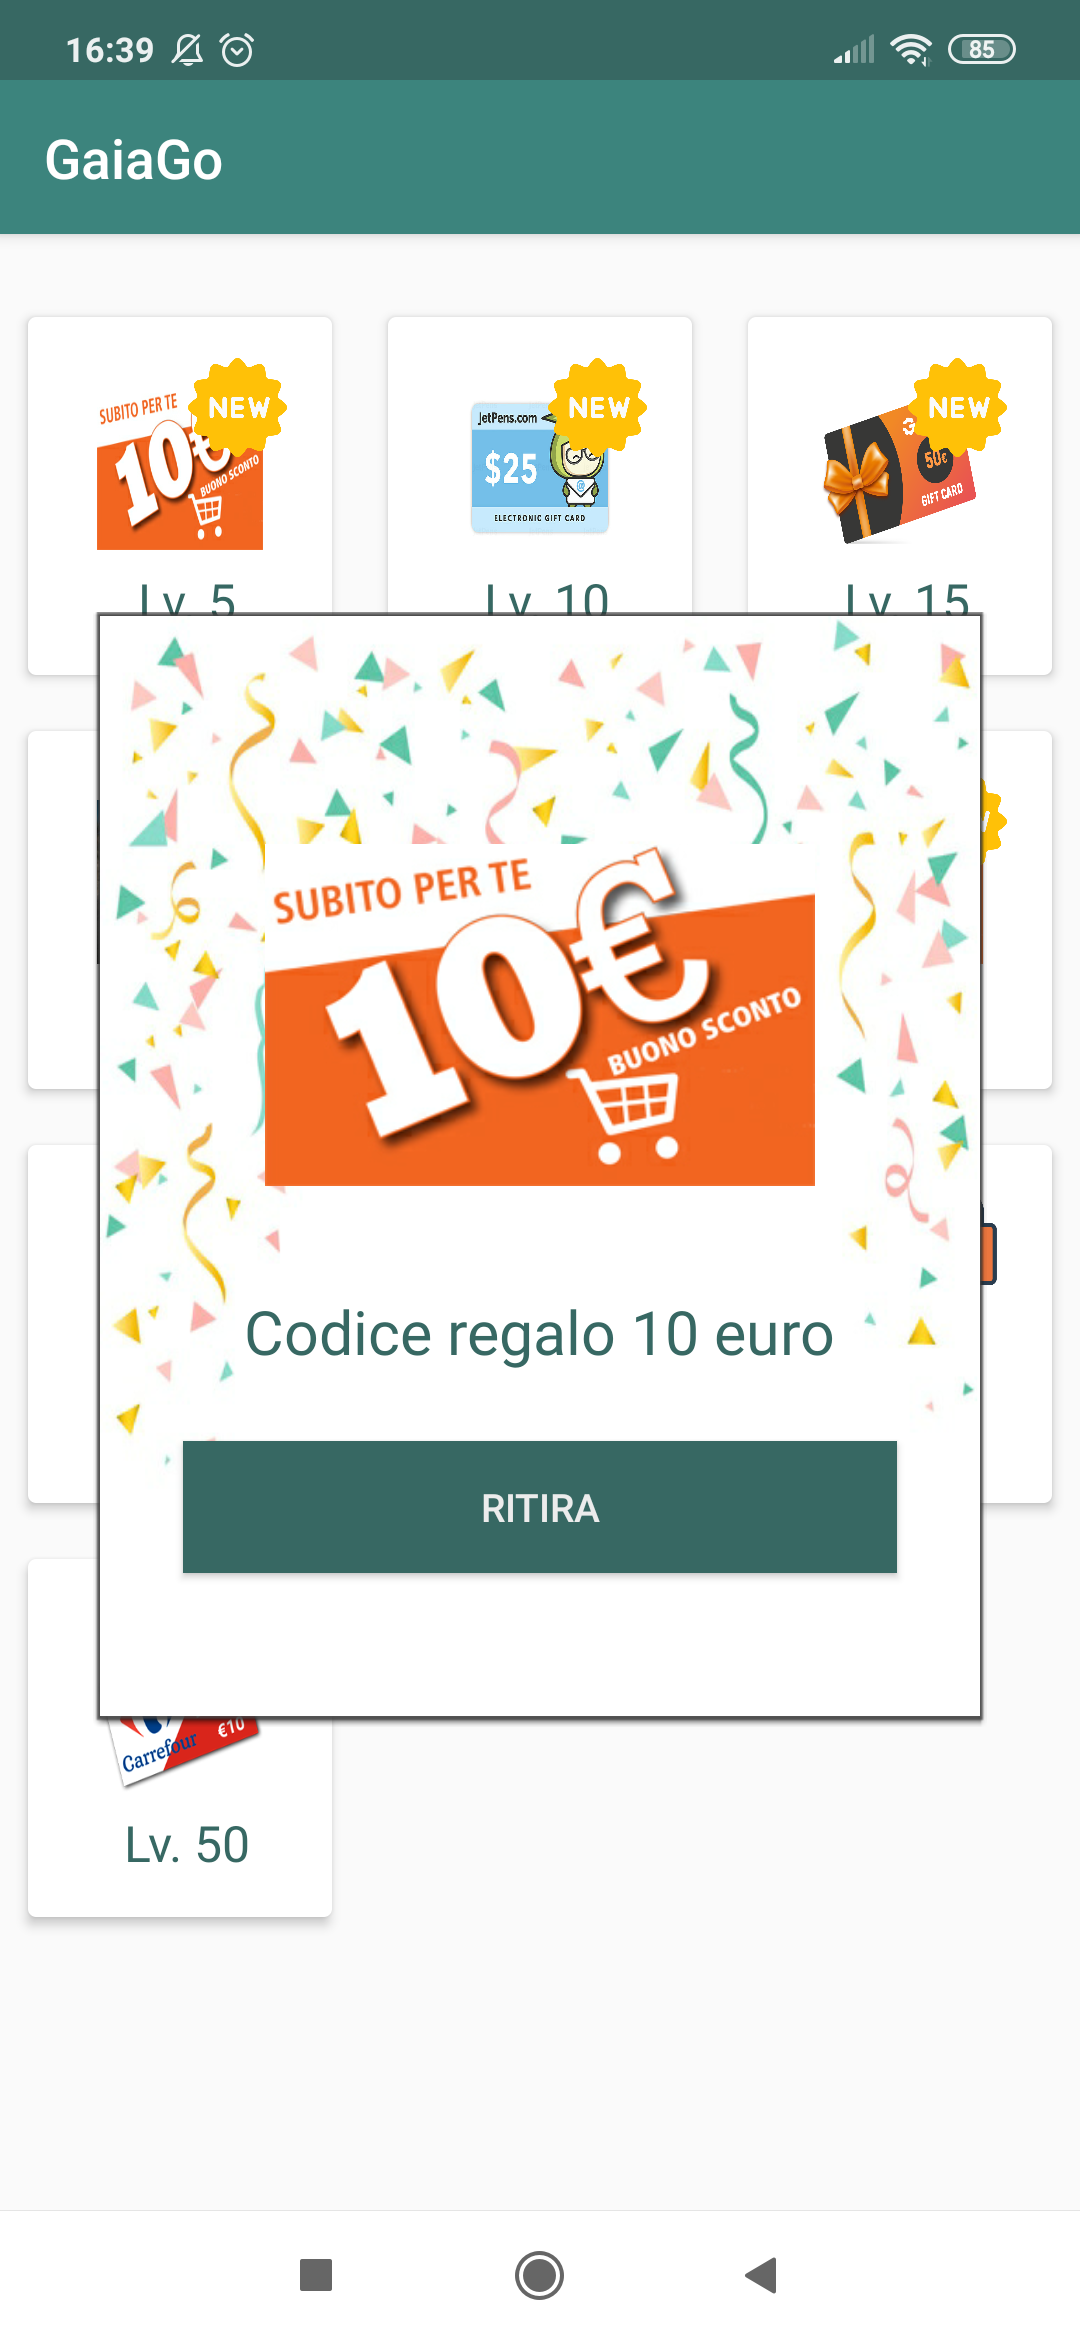 16:39
85
GaiaGo
SUBITO PER TE
10€
BUONO SCONTO
NEW
JetPens.com
$25
ELECTRONIC GIFT CARD
NEW
50€
GIFT CARD
NEW
Lv. 5
Lv. 10
Lv. 15
SUBITO PER TE
10€
BUONO SCONTO
Codice regalo 10 euro
RITIRA
Carrefour
€10
Lv. 50